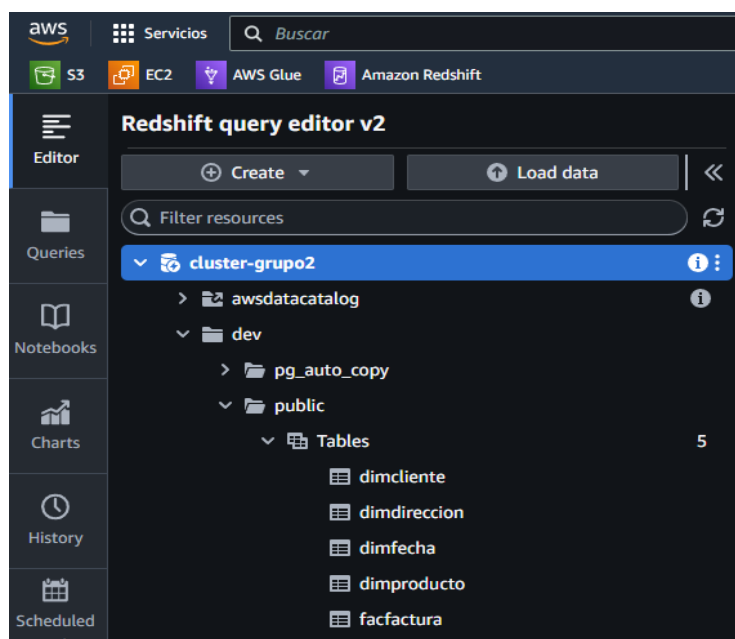 aws Servicios Buscar
S3 EC2 AWS Glue Amazon Redshift
Editor
Queries
Notebooks
Charts
History
Scheduled
Redshift query editor v2
Create Load data
Filter resources
cluster-grupo2
awsdatacatalog
dev
pg_auto_copy
public
Tables 5
dimcliente
dimdireccion
dimfecha
dimproducto
facfactura